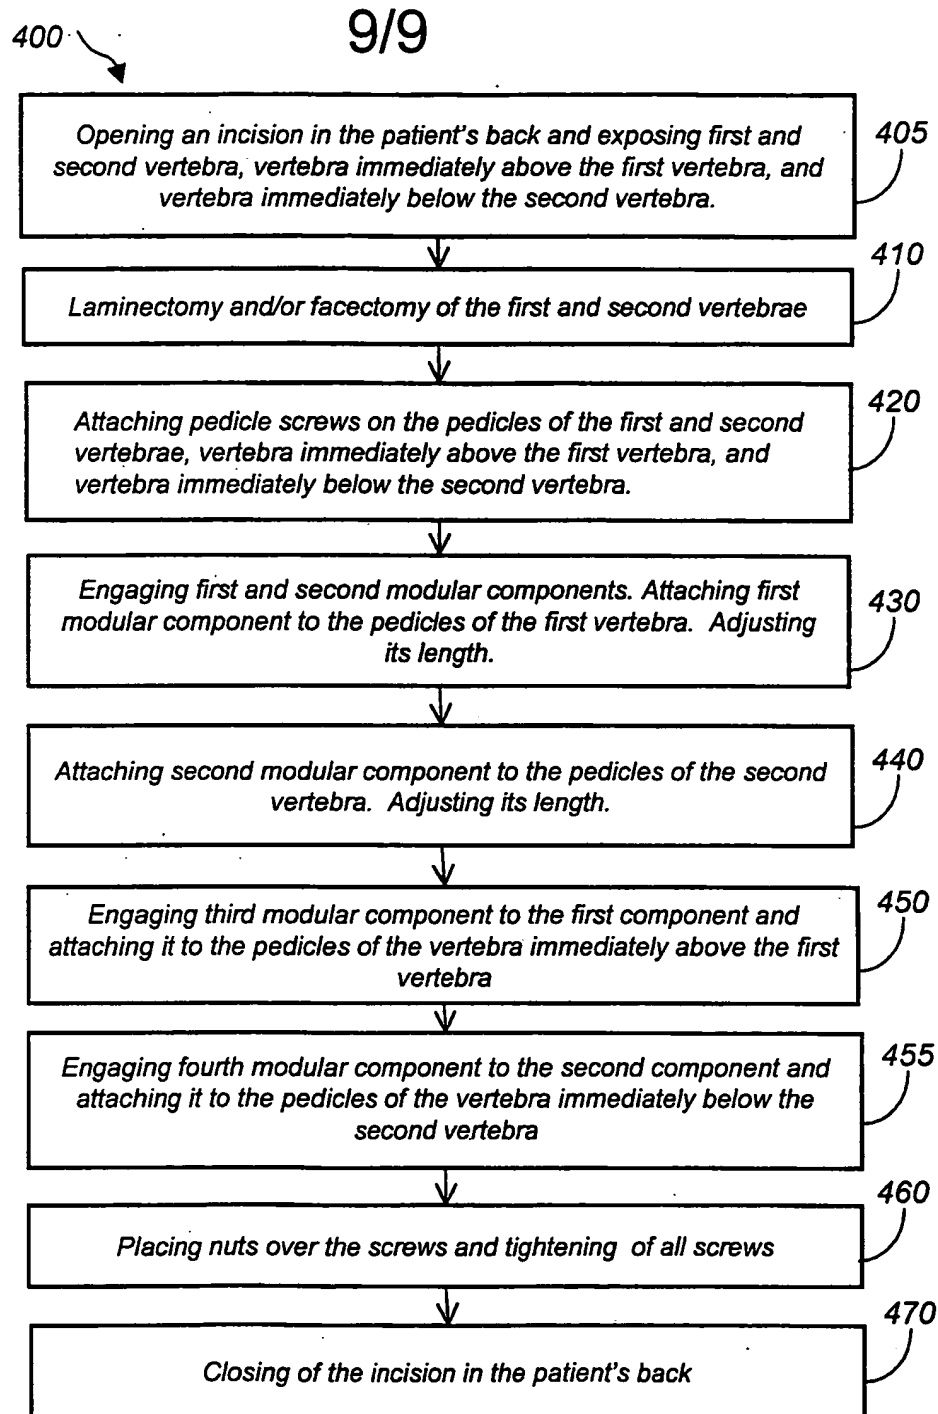 9/9
400
Opening an incision in the patient's back and exposing first and
second vertebra, vertebra immediately above the first vertebra, and
vertebra immediately below the second vertebra.
405
Laminectomy and/or facectomy of the first and second vertebrae
410
Attaching pedicle screws on the pedicles of the first and second
vertebrae, vertebra immediately above the first vertebra, and
vertebra immediately below the second vertebra.
420
Engaging first and second modular components. Attaching first
modular component to the pedicles of the first vertebra. Adjusting
its length.
430
Attaching second modular component to the pedicles of the second
vertebra. Adjusting its length.
440
Engaging third modular component to the first component and
attaching it to the pedicles of the vertebra immediately above the first
vertebra
450
Engaging fourth modular component to the second component and
attaching it to the pedicles of the vertebra immediately below the
second vertebra
455
Placing nuts over the screws and tightening of all screws
460
Closing of the incision in the patient's back
470